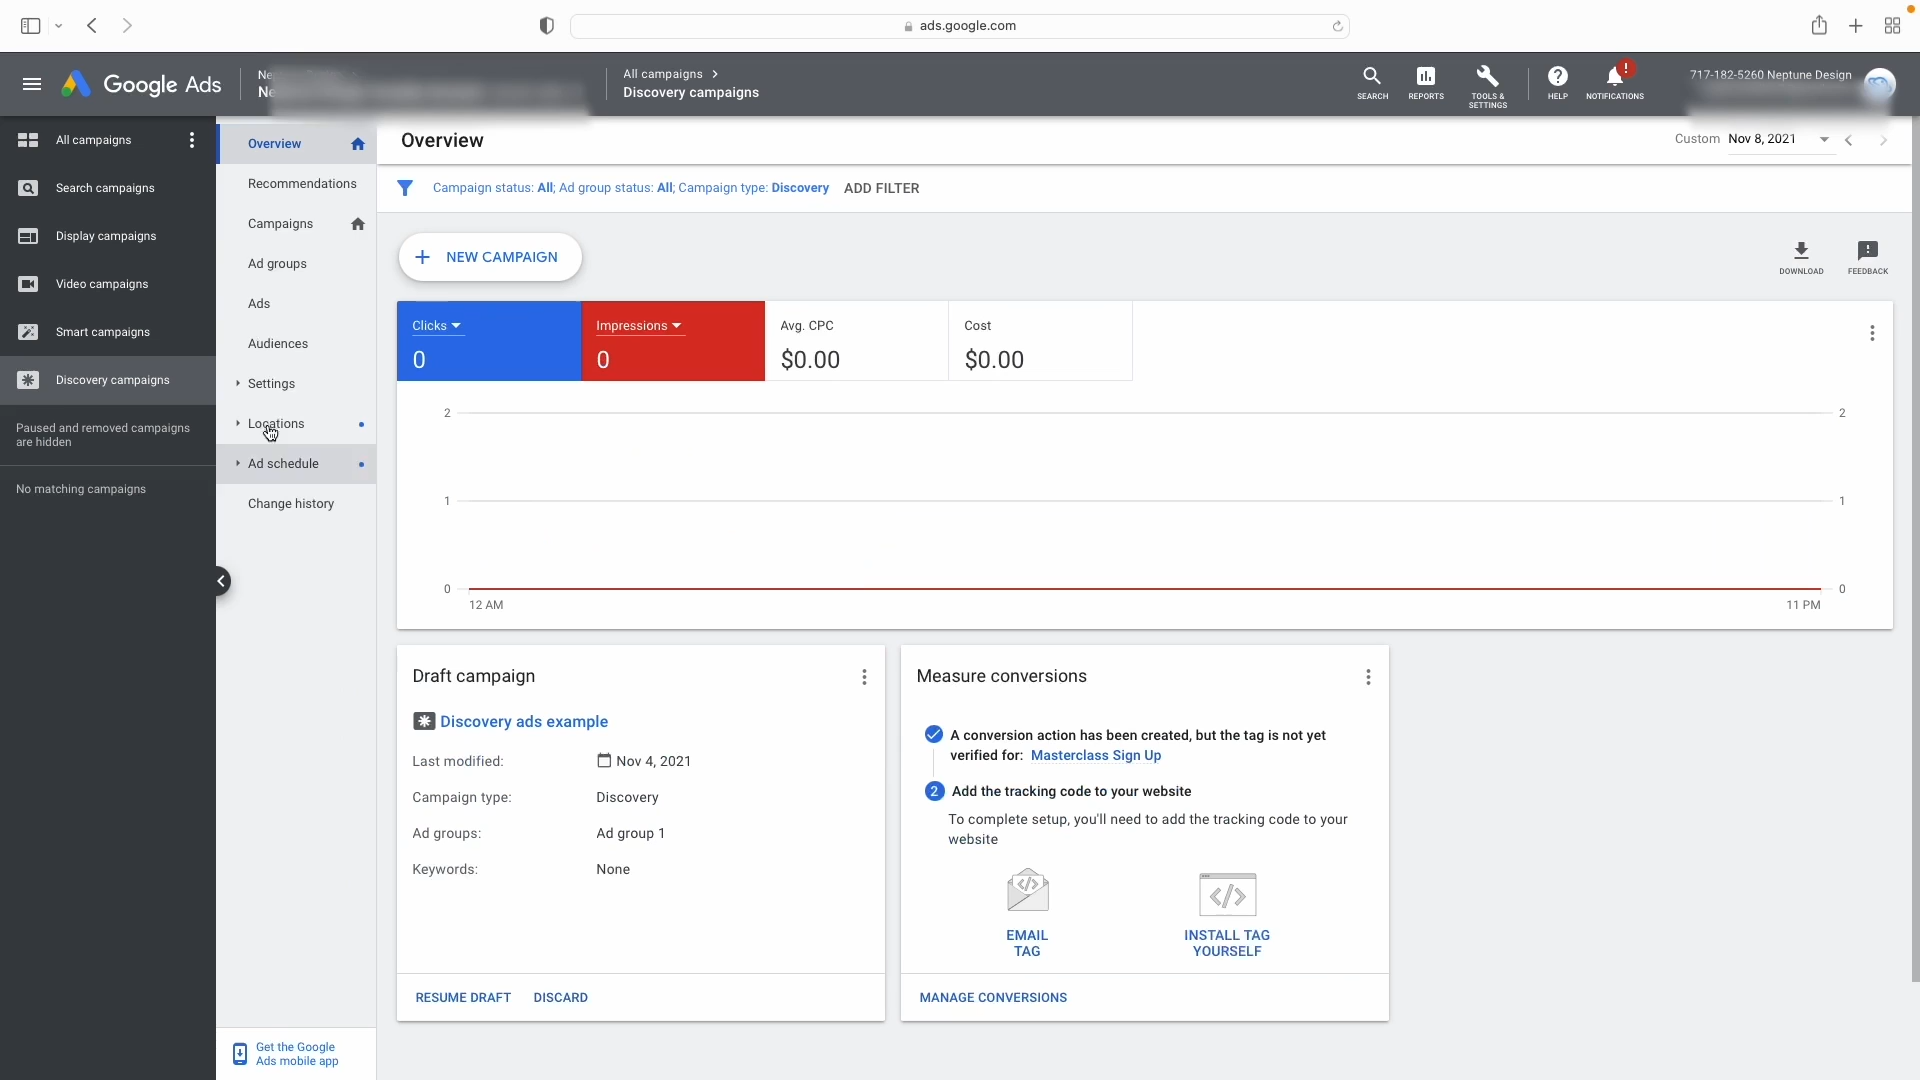 ads.google.com
Google Ads
Ne
Ne
All campaigns
Discovery campaigns
SEARCH
REPORTS
TOOLS &
SETTINGS
HELP
!
NOTIFICATIONS
717-182-5260 Neptune Design
All campaigns
Search campaigns
Display campaigns
Video campaigns
Smart campaigns
Discovery campaigns
Paused and removed campaigns
are hidden
No matching campaigns
Overview
Recommendations
Campaigns
Ad groups
Ads
Audiences
Settings
Locations
Ad schedule
Change history
Get the Google
Ads mobile app
Overview
Custom Nov 8, 2021
Campaign status: All; Ad group status: All; Campaign type: Discovery ADD FILTER
NEW CAMPAIGN
DOWNLOAD
FEEDBACK
Clicks
0
Impressions
0
Avg. CPC
$0.00
Cost
$0.00
2 2
1 1
0 0
12 AM 11 PM
Draft campaign
Discovery ads example
Last modified: Nov 4, 2021
Campaign type: Discovery
Ad groups: Ad group 1
Keywords: None
RESUME DRAFT DISCARD
Measure conversions
A conversion action has been created, but the tag is not yet
verified for: Masterclass Sign Up
2 Add the tracking code to your website
To complete setup, you'll need to add the tracking code to your
website
EMAIL
TAG
INSTALL TAG
YOURSELF
MANAGE CONVERSIONS